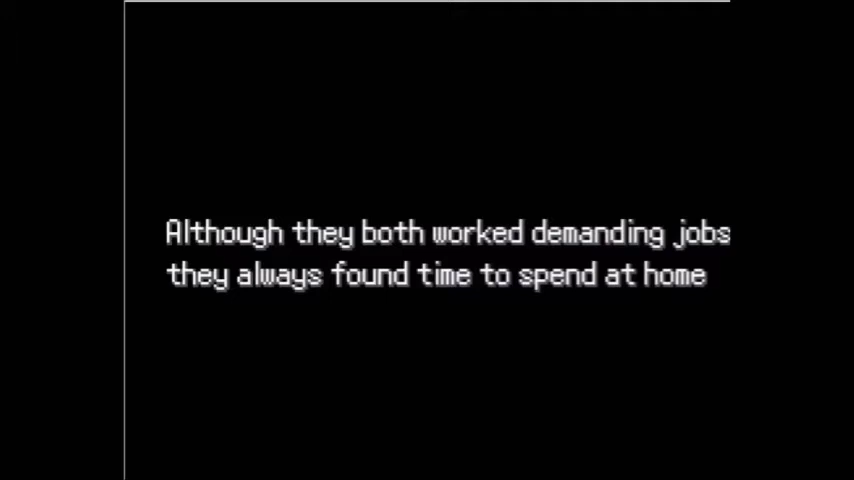 Although they both worked demanding jobs
they always found time to spend at home